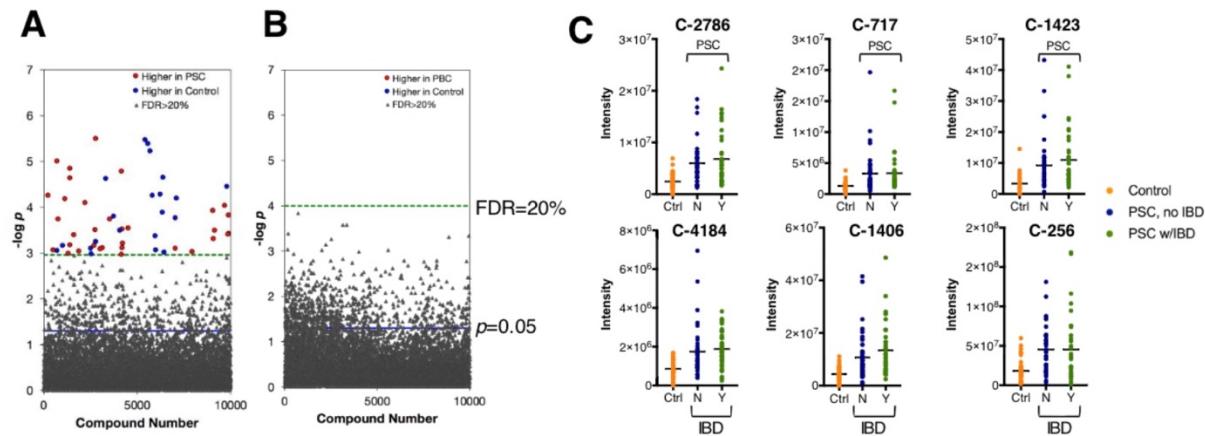 A
B
C
-7
6
5
4
3
2
1
0
-log p
0
5000
10000
Compound Number
Higher in PSC
Higher in Control
FDR>20%
-7
6
5
4
3
2
1
0
0
5000
10000
Compound Number
Higher in PBC
Higher in Control
FDR>20%
FDR=20%
p=0.05
C-2786
PSC
Intensity
3×10⁷
2×10⁷
1×10⁷
0
Ctrl N Y
C-717
PSC
Intensity
3×10⁷
2×10⁷
2×10⁷
1×10⁷
5×10⁶
0
Ctrl N Y
C-1423
PSC
Intensity
5×10⁷
4×10⁷
3×10⁷
2×10⁷
1×10⁷
0
Ctrl N Y
Control
PSC, no IBD
PSC w/IBD
C-4184
Intensity
8×10⁶
6×10⁶
4×10⁶
2×10⁶
0
Ctrl N Y
IBD
C-1406
Intensity
6×10⁷
4×10⁷
2×10⁷
0
Ctrl N Y
IBD
C-256
Intensity
2×10⁸
2×10⁸
1×10⁸
5×10⁷
0
Ctrl N Y
IBD